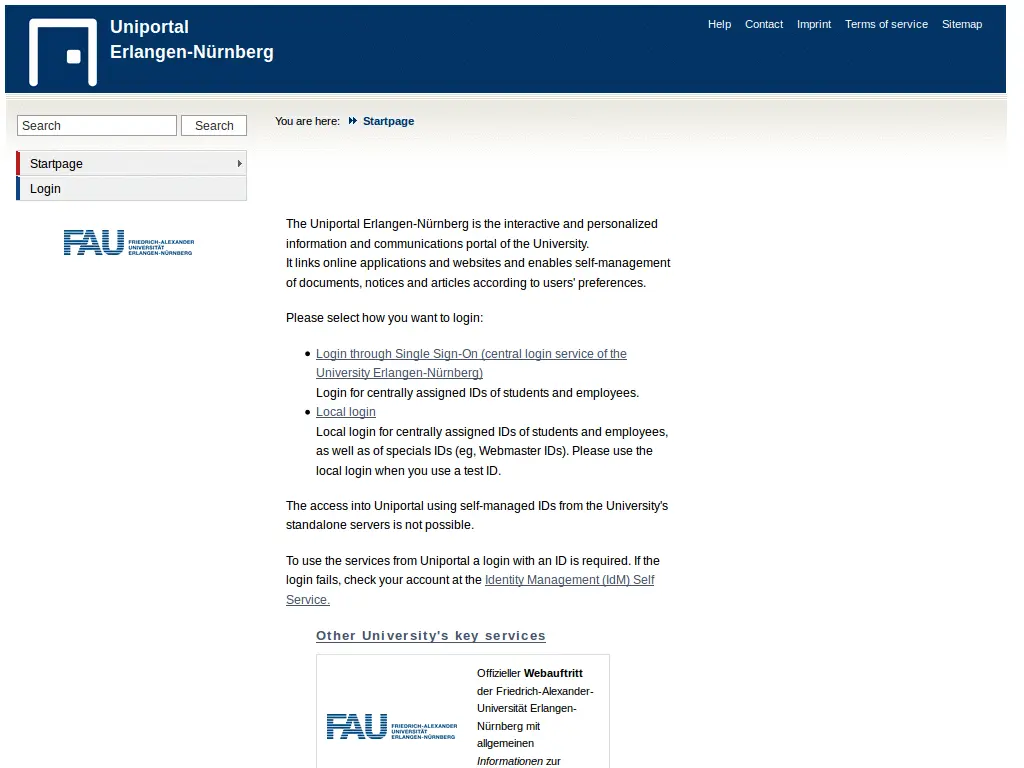 Uniportal
Erlangen-Nürnberg
Help Contact Imprint Terms of service Sitemap
Search Search
You are here: Startpage
Startpage
Login
FAU FRIEDRICH-ALEXANDER
UNIVERSITÄT
ERLANGEN-NÜRNBERG
The Uniportal Erlangen-Nürnberg is the interactive and personalized
information and communications portal of the University.
It links online applications and websites and enables self-management
of documents, notices and articles according to users' preferences.
Please select how you want to login:
Login through Single Sign-On (central login service of the
University Erlangen-Nürnberg)
Login for centrally assigned IDs of students and employees.
Local login
Local login for centrally assigned IDs of students and employees,
as well as of specials IDs (eg, Webmaster IDs). Please use the
local login when you use a test ID.
The access into Uniportal using self-managed IDs from the University's
standalone servers is not possible.
To use the services from Uniportal a login with an ID is required. If the
login fails, check your account at the Identity Management (IdM) Self
Service.
Other University's key services
FAU FRIEDRICH-ALEXANDER
UNIVERSITÄT
ERLANGEN-NÜRNBERG
Offizieller Webauftritt
der Friedrich-Alexander-
Universität Erlangen-
Nürnberg mit
allgemeinen
Informationen zur